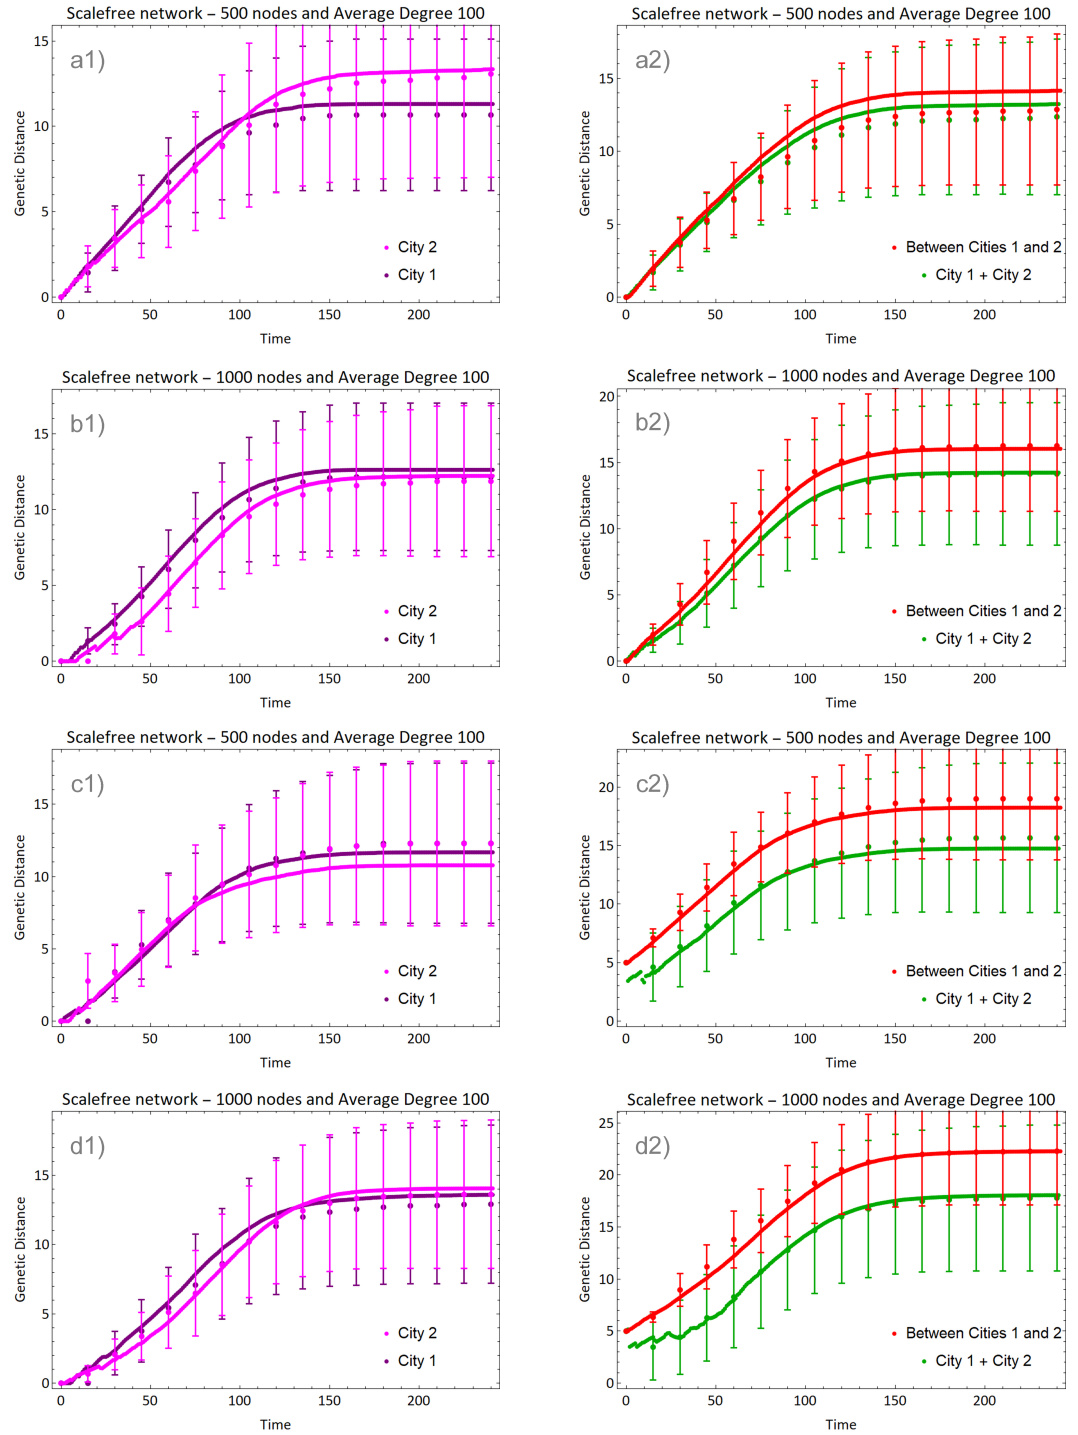 Scalefree network – 500 nodes and Average Degree 100
a1)
15
10
5
0
Genetic Distance
City 2
City 1
0 50 100 150 200
Time
Scalefree network – 500 nodes and Average Degree 100
a2)
15
10
5
0
Genetic Distance
Between Cities 1 and 2
City 1 + City 2
0 50 100 150 200
Time
Scalefree network – 1000 nodes and Average Degree 100
b1)
15
10
5
0
Genetic Distance
City 2
City 1
0 50 100 150 200
Time
Scalefree network – 1000 nodes and Average Degree 100
b2)
20
15
10
5
0
Genetic Distance
Between Cities 1 and 2
City 1 + City 2
0 50 100 150 200
Time
Scalefree network – 500 nodes and Average Degree 100
c1)
15
10
5
0
Genetic Distance
City 2
City 1
0 50 100 150 200
Time
Scalefree network – 500 nodes and Average Degree 100
c2)
20
15
10
5
0
Genetic Distance
Between Cities 1 and 2
City 1 + City 2
0 50 100 150 200
Time
Scalefree network – 1000 nodes and Average Degree 100
d1)
15
10
5
0
Genetic Distance
City 2
City 1
0 50 100 150 200
Time
Scalefree network – 1000 nodes and Average Degree 100
d2)
25
20
15
10
5
0
Genetic Distance
Between Cities 1 and 2
City 1 + City 2
0 50 100 150 200
Time